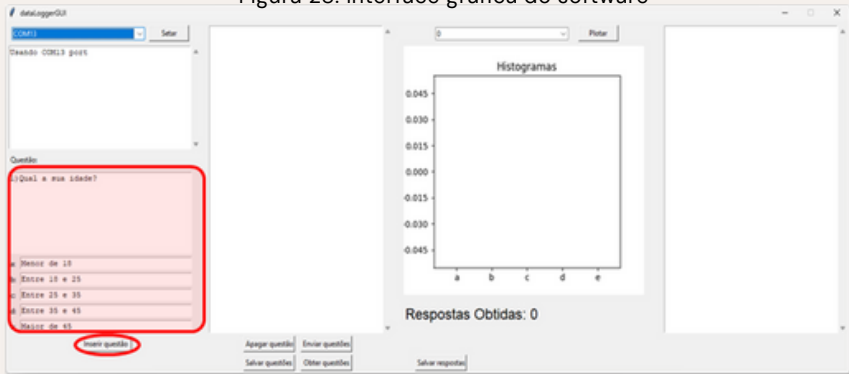 Figura 28: Interface gráfica do software
dataLoggerGUI
COM13
Setar
Usando COM13 port
Questão
1)Qual a sua idade?
a: Menor de 18
b: Entre 18 e 25
c: Entre 25 e 35
d: Entre 35 e 45
Maior de 45
Inserir questão
Apagar questão
Enviar questões
Salvar questões
Obter questões
0
Plotar
Histogramas
0.045
0.030
0.015
0.000
-0.015
-0.030
-0.045
a b c d e
Respostas Obtidas: 0
Salvar respostas